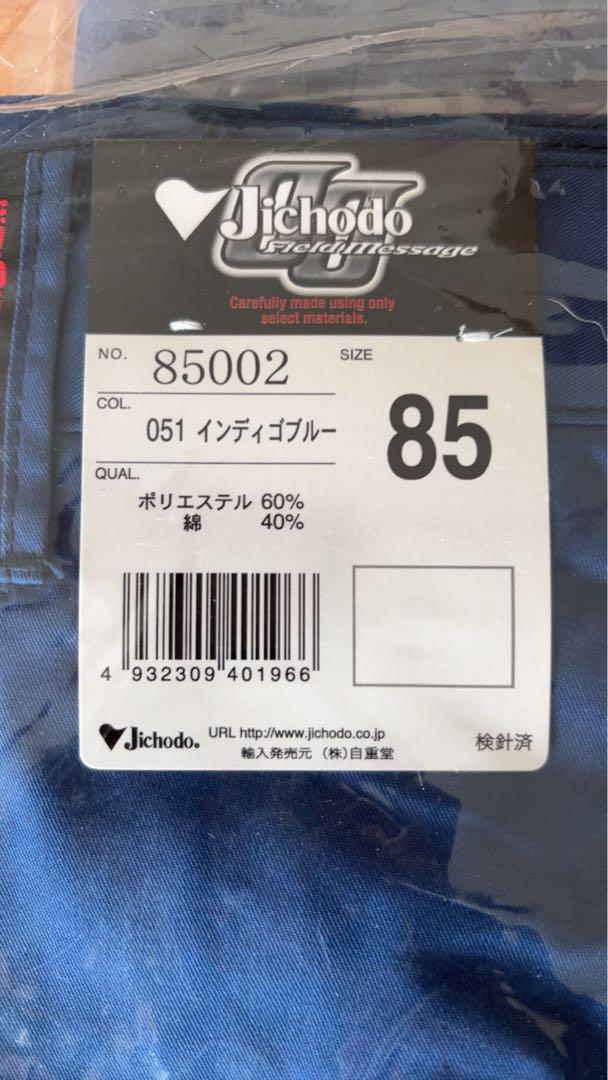 Jichodo
Field Message
Carefully made using only
select materials.
NO. 85002
SIZE
85
COL.
051 インディゴブルー
QUAL.
ポリエステル 60%
綿 40%
4 932309 401966
Jichodo® URL http://www.jichodo.co.jp
輸入発売元 (株)自重堂
検針済